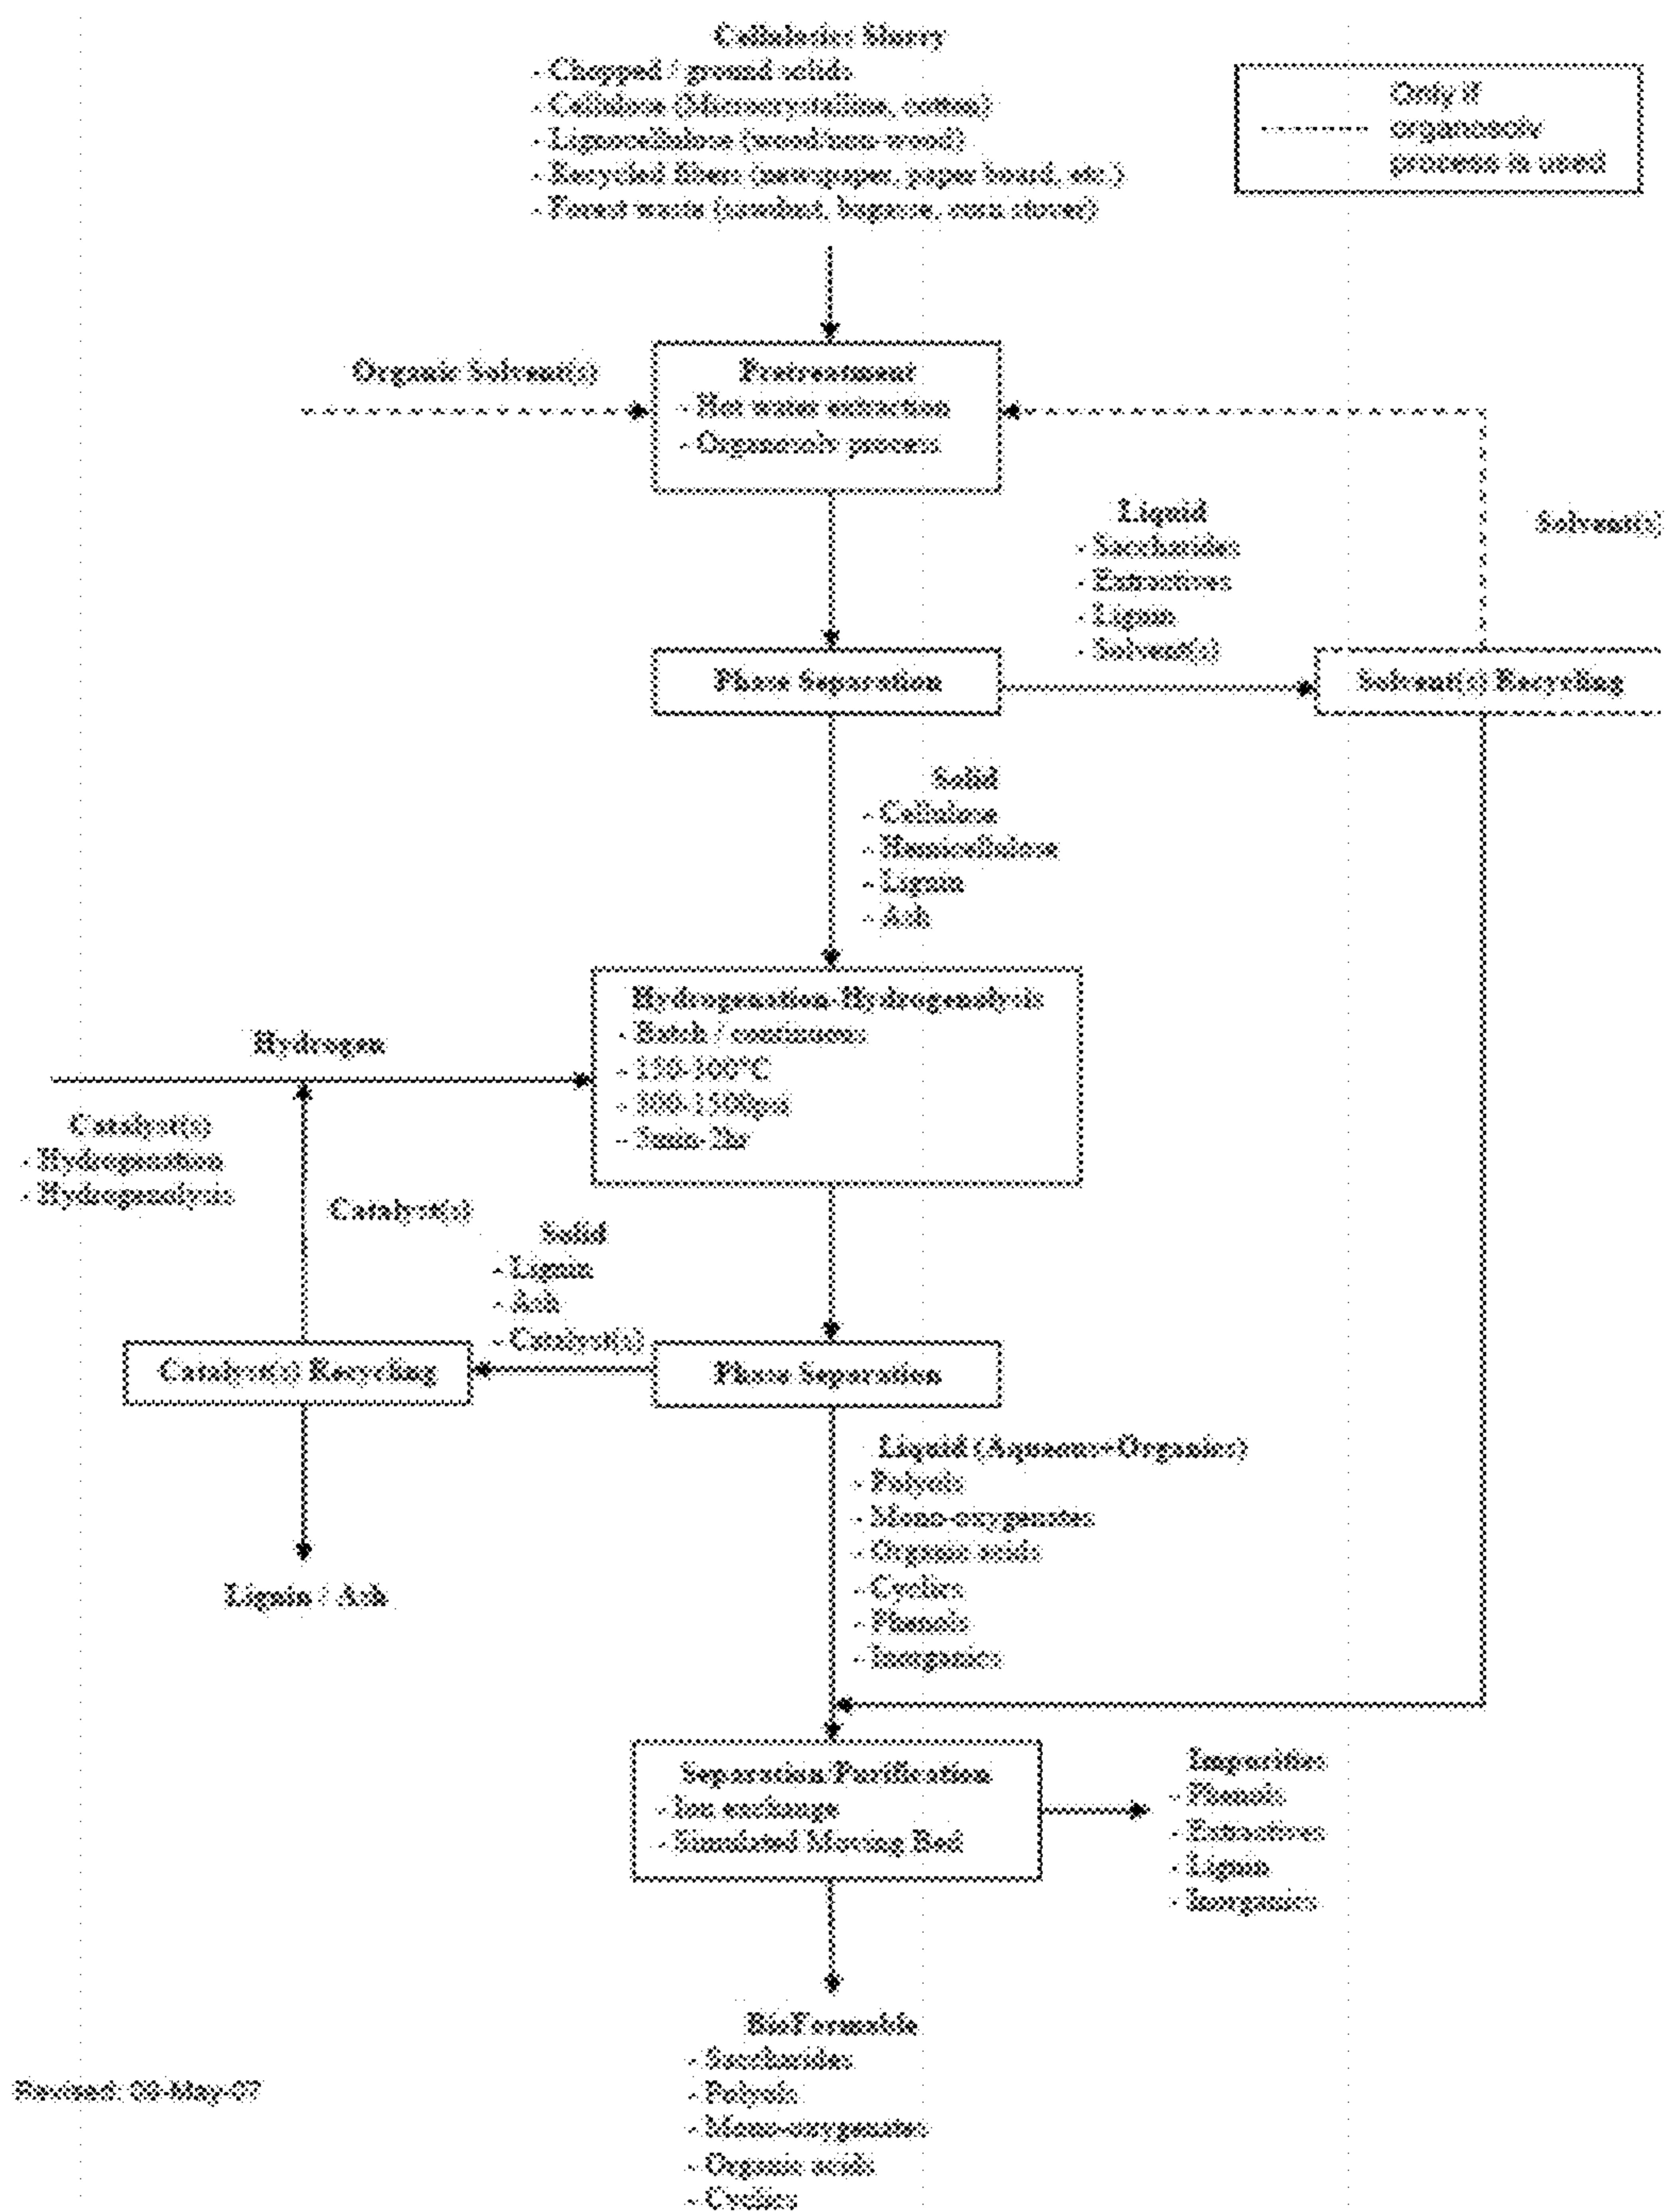 Cellulosics Slurry
- Chopped / ground solids
- Cellulose (Microcrystalline, cotton)
- Lignocellulose (wood/non-wood)
- Recycled fibers (newspaper, paper board, etc.)
- Forest waste (sawdust, bagasse, corn stover)
Only if
organosolv
process is used
Organic Solvent(s)
Pretreatment
- Hot water extraction
- Organosolv process
Liquid
- Saccharides
- Extractives
- Lignin
- Solvent(s)
Solvent(s)
Phase Separation
Solvent(s) Recycling
Solid
- Cellulose
- Hemicellulose
- Lignin
- Ash
Hydrogenation-Hydrogenolysis
- Batch / continuous
Hydrogen
Catalyst(s)
- Hydrogenation
- Hydrogenolysis
Catalyst(s)
Solid
- Lignin
- Ash
- Catalyst(s)
Catalyst(s) Recycling
Phase Separation
Liquid (Aqueous+Organics)
- Polyols
- Mono-oxygenates
- Organic acids
- Cyclics
- Phenols
- Inorganics
Lignin / Ash
Separation/Purification
- Ion exchange
- Simulated Moving Bed
Impurities
- Phenols
- Extractives
- Lignin
- Inorganics
- Saccharides
- Polyols
- Mono-oxygenates
- Organic acids
- Cyclics